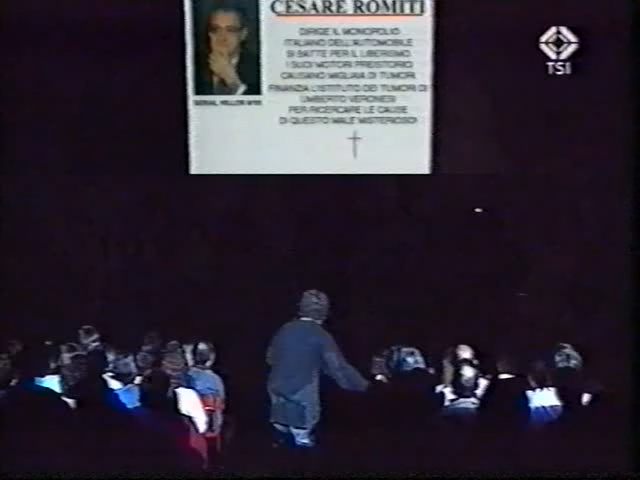 CESARE ROMITI
DIRIGE IL MONOPOLIO
ITALIANO DELL'AUTOMOBILE
SI BATTE PER IL LIBERISMO.
I SUOI MOTORI PREISTORICI
CAUSANO MIGLIAIA DI TUMORI.
FINANZIA L'ISTITUTO DEI TUMORI DI
UMBERTO VERONESI
PER RICERCARE LE CAUSE
DI QUESTO MALE MISTERIOSO!
SERIAL KILLER
TSI